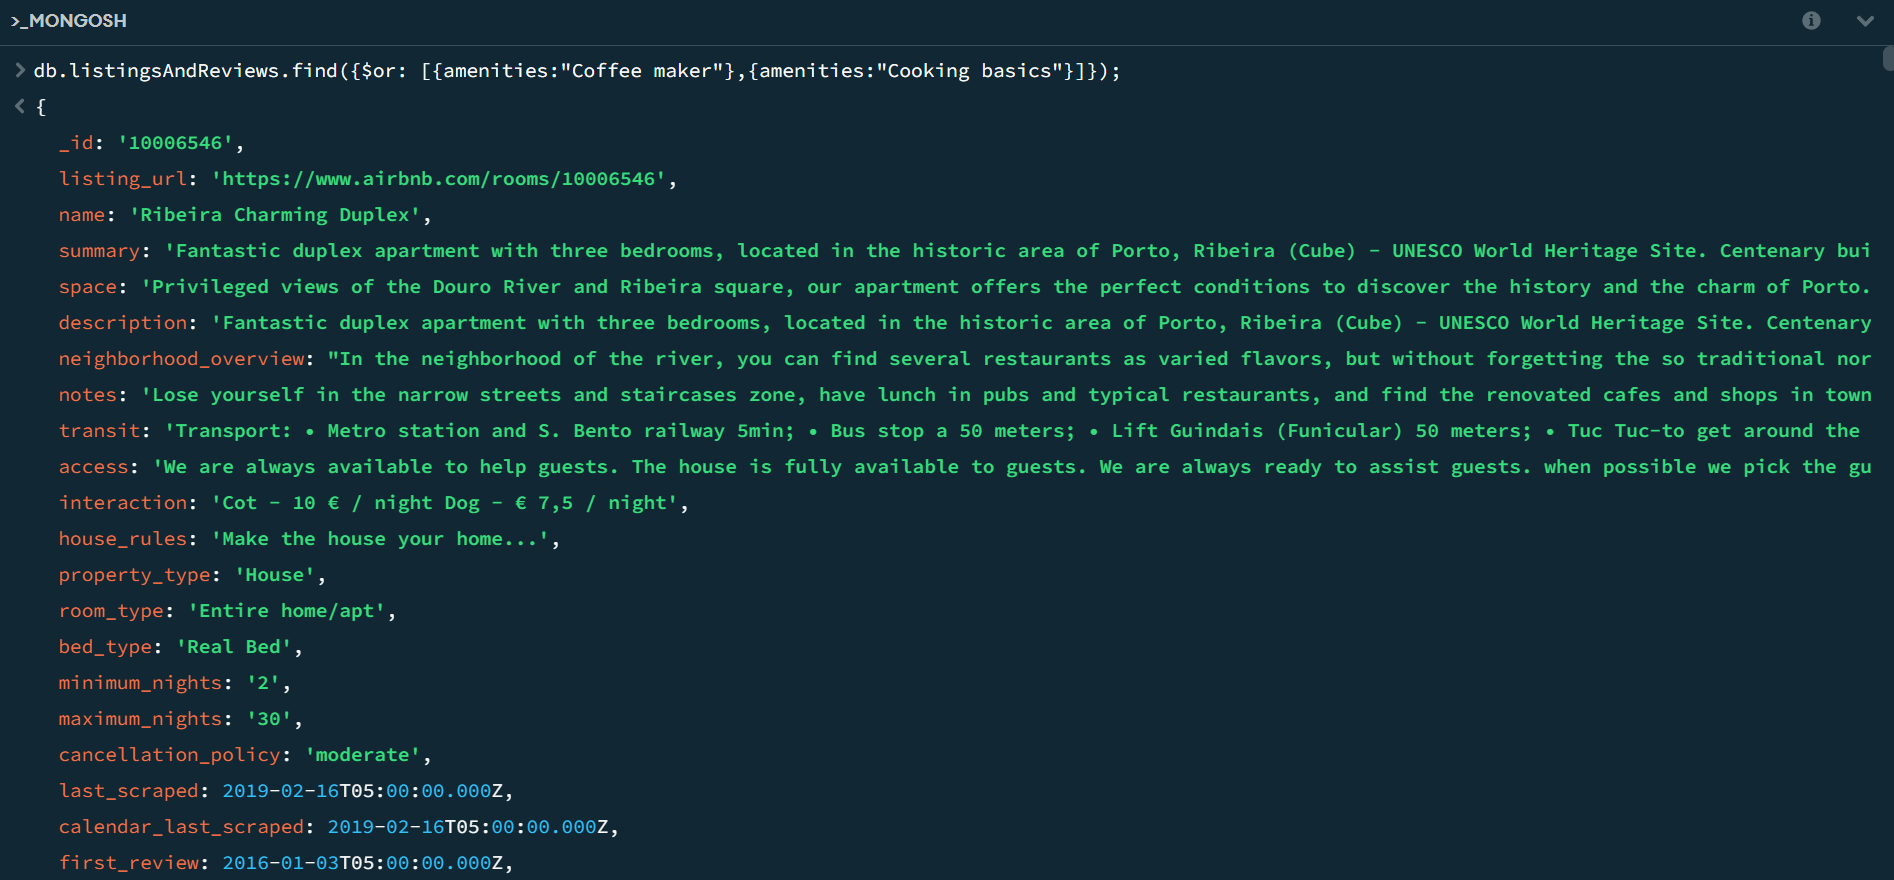 >_MONGOSH
> db.listingsAndReviews.find({$or: [{amenities:"Coffee maker"},{amenities:"Cooking basics"}]});
< {
_id: '10006546',
listing_url: 'https://www.airbnb.com/rooms/10006546',
name: 'Ribeira Charming Duplex',
summary: 'Fantastic duplex apartment with three bedrooms, located in the historic area of Porto, Ribeira (Cube) - UNESCO World Heritage Site. Centenary bui
space: 'Privileged views of the Douro River and Ribeira square, our apartment offers the perfect conditions to discover the history and the charm of Porto.
description: 'Fantastic duplex apartment with three bedrooms, located in the historic area of Porto, Ribeira (Cube) - UNESCO World Heritage Site. Centenary
neighborhood_overview: "In the neighborhood of the river, you can find several restaurants as varied flavors, but without forgetting the so traditional nor
notes: 'Lose yourself in the narrow streets and staircases zone, have lunch in pubs and typical restaurants, and find the renovated cafes and shops in town
transit: 'Transport: • Metro station and S. Bento railway 5min; • Bus stop a 50 meters; • Lift Guindais (Funicular) 50 meters; • Tuc Tuc-to get around the
access: 'We are always available to help guests. The house is fully available to guests. We are always ready to assist guests. when possible we pick the gu
interaction: 'Cot - 10 € / night Dog - € 7,5 / night',
house_rules: 'Make the house your home...',
property_type: 'House',
room_type: 'Entire home/apt',
bed_type: 'Real Bed',
minimum_nights: '2',
maximum_nights: '30',
cancellation_policy: 'moderate',
last_scraped: 2019-02-16T05:00:00.000Z,
calendar_last_scraped: 2019-02-16T05:00:00.000Z,
first_review: 2016-01-03T05:00:00.000Z,